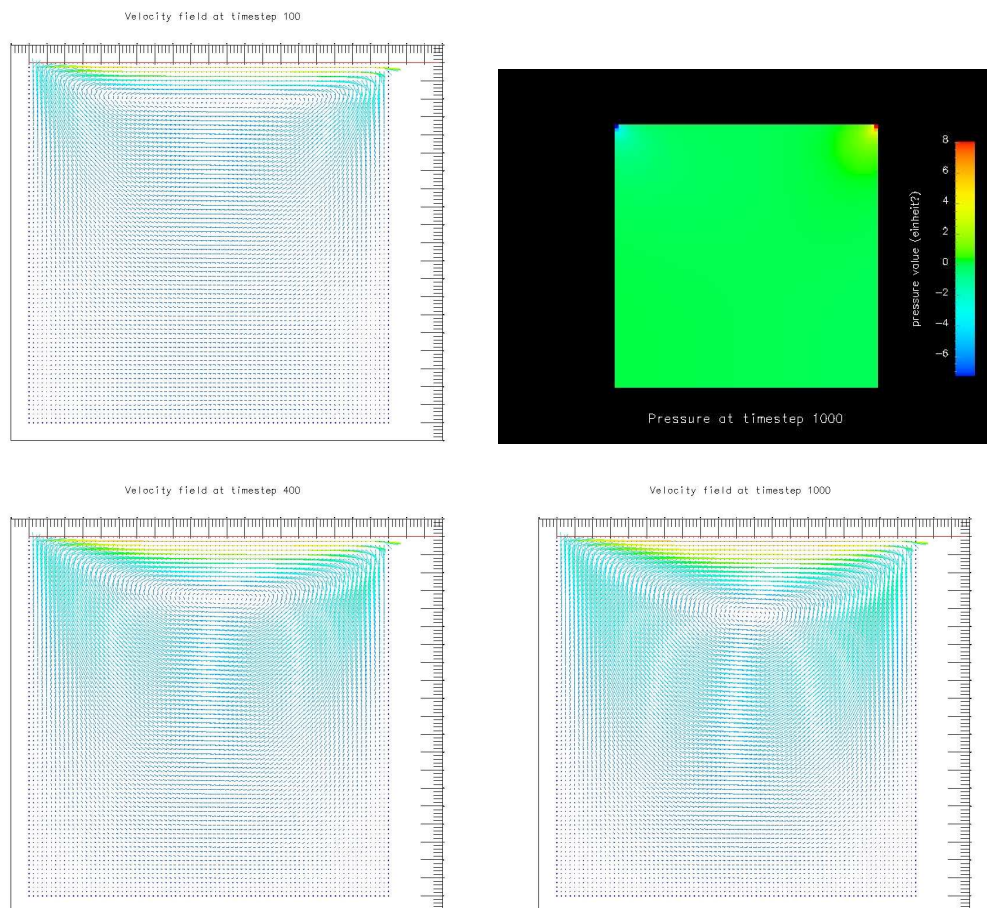 Velocity field at timestep 100
8
6
4
2
0
−2
−4
−6
pressure value (einheit?)
Pressure at timestep 1000
Velocity field at timestep 400
Velocity field at timestep 1000